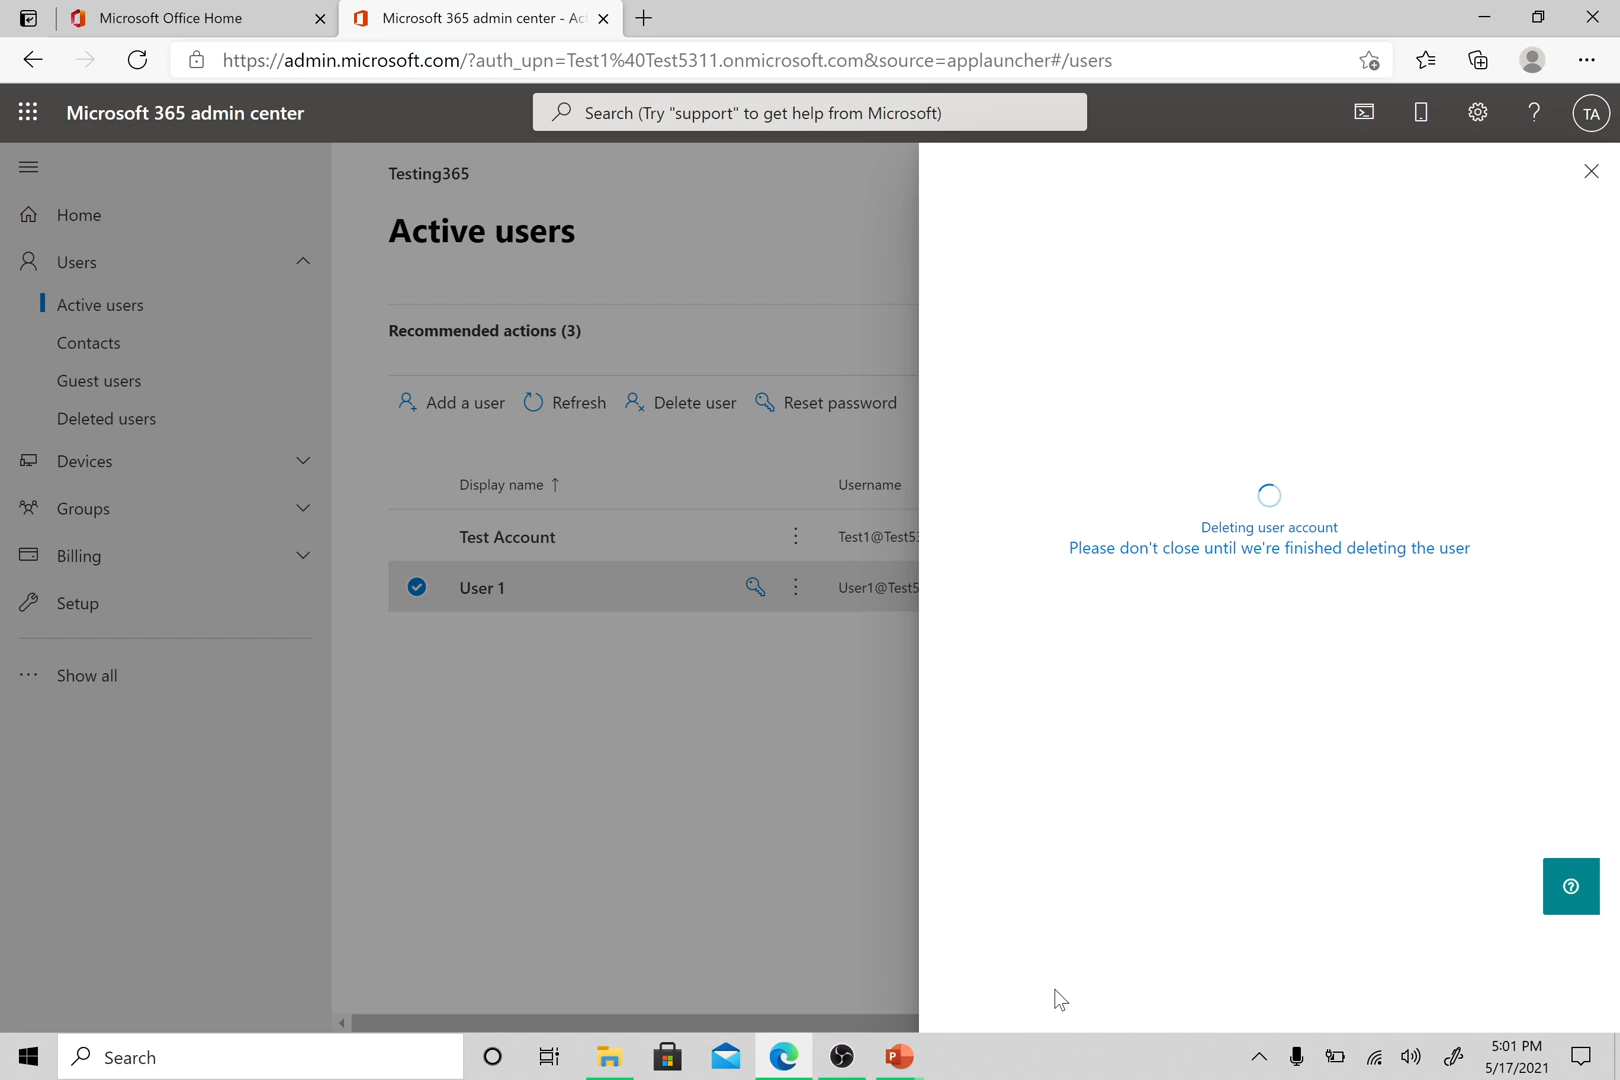 Microsoft Office Home
Microsoft 365 admin center - Ac
https://admin.microsoft.com/?auth_upn=Test1%40Test5311.onmicrosoft.com&source=applauncher#/users
Microsoft 365 admin center
Search (Try "support" to get help from Microsoft)
TA
Home
Users
Active users
Contacts
Guest users
Deleted users
Devices
Groups
Billing
Setup
Show all
Testing365
Active users
Recommended actions (3)
Add a user
Refresh
Delete user
Reset password
Display name ↑
Username
Test Account
Test1@Test53
User 1
User1@Test5
Deleting user account
Please don't close until we're finished deleting the user
Search
5:01 PM
5/17/2021